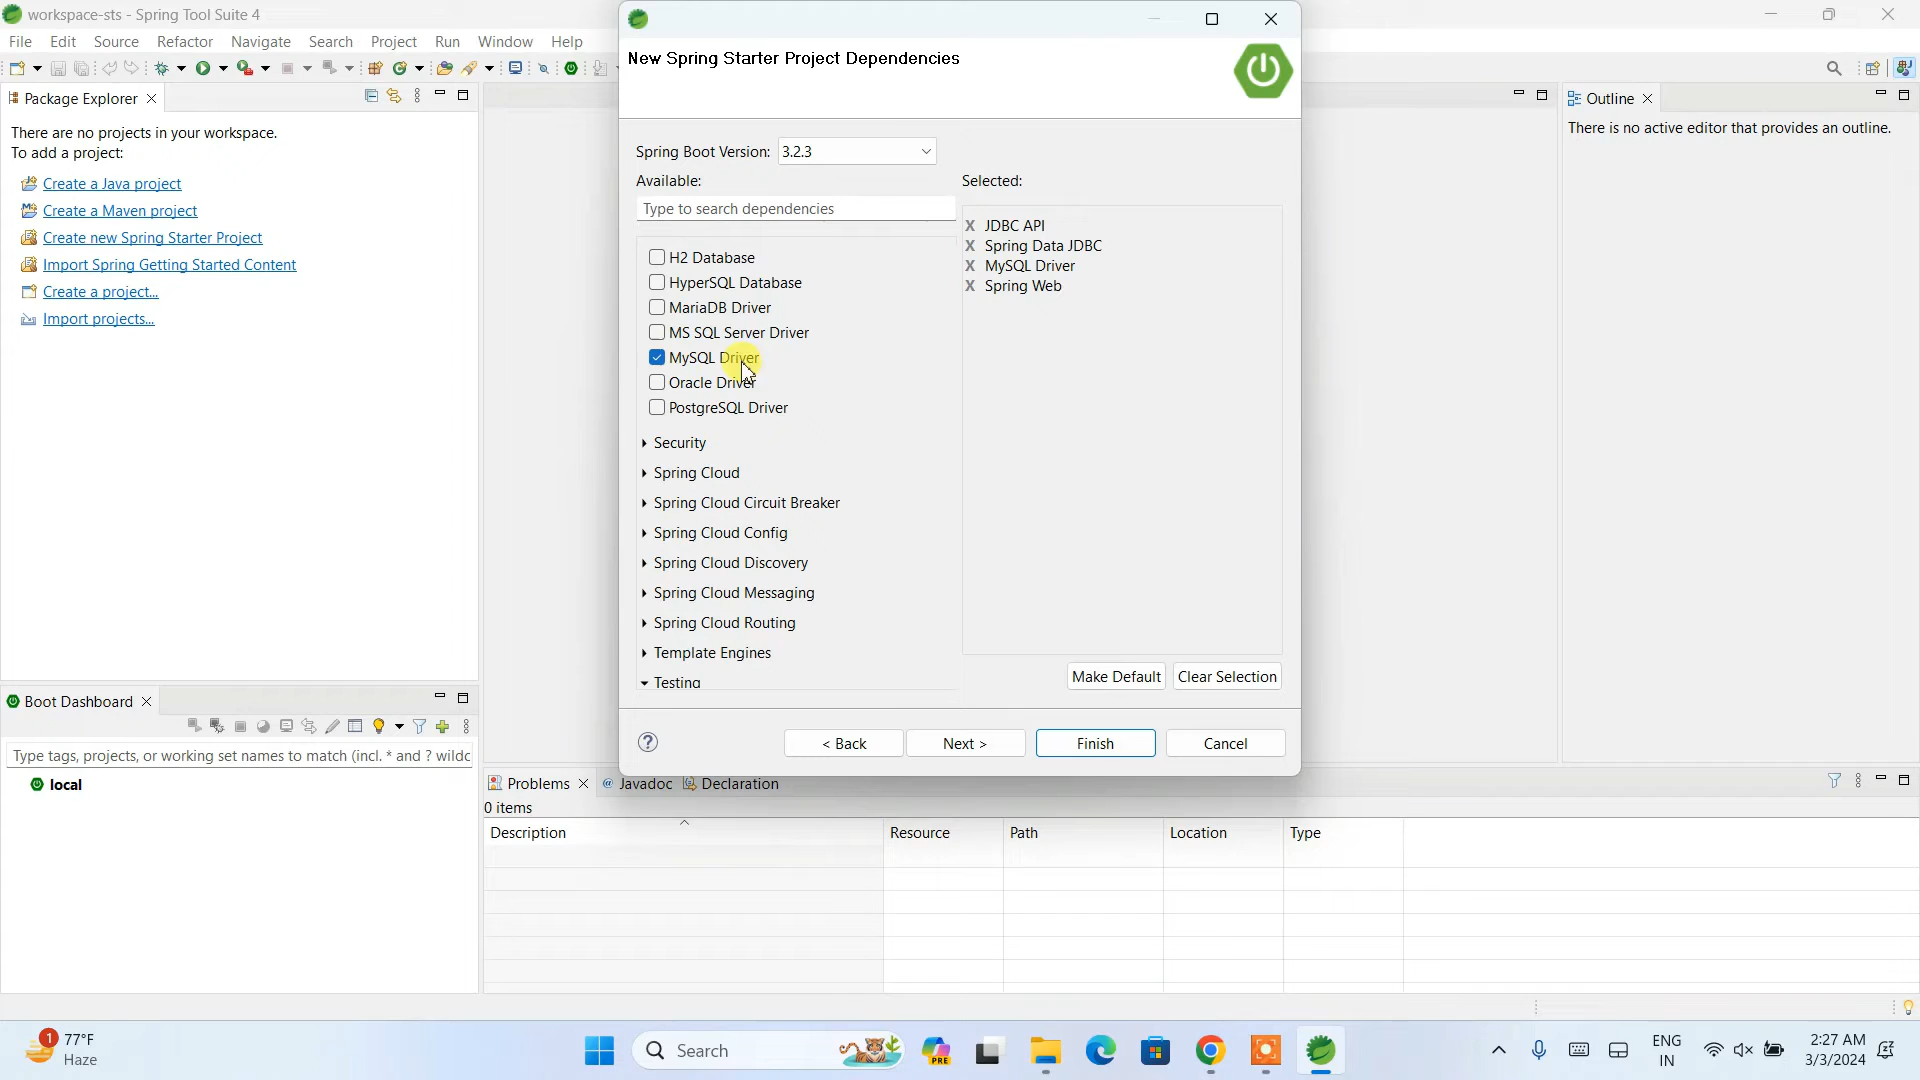 workspace-sts - Spring Tool Suite 4
File Edit Source Refactor Navigate Search Project Run Window Help
Package Explorer
There are no projects in your workspace.
To add a project:
Create a Java project
Create a Maven project
Create new Spring Starter Project
Import Spring Getting Started Content
Create a project...
Import projects...
New Spring Starter Project Dependencies
Spring Boot Version: 3.2.3
Available:
Type to search dependencies
H2 Database
HyperSQL Database
MariaDB Driver
MS SQL Server Driver
MySQL Driver
Oracle Driver
PostgreSQL Driver
Security
Spring Cloud
Spring Cloud Circuit Breaker
Spring Cloud Config
Spring Cloud Discovery
Spring Cloud Messaging
Spring Cloud Routing
Template Engines
Testing
Selected:
X JDBC API
X Spring Data JDBC
X MySQL Driver
X Spring Web
Make Default Clear Selection
< Back Next > Finish Cancel
Outline
There is no active editor that provides an outline.
Boot Dashboard
Type tags, projects, or working set names to match (incl. * and ? wildc
local
Problems @ Javadoc Declaration
0 items
Description Resource Path Location Type
1 77°F
Haze
Search
PRE
ENG
IN
2:27 AM
3/3/2024